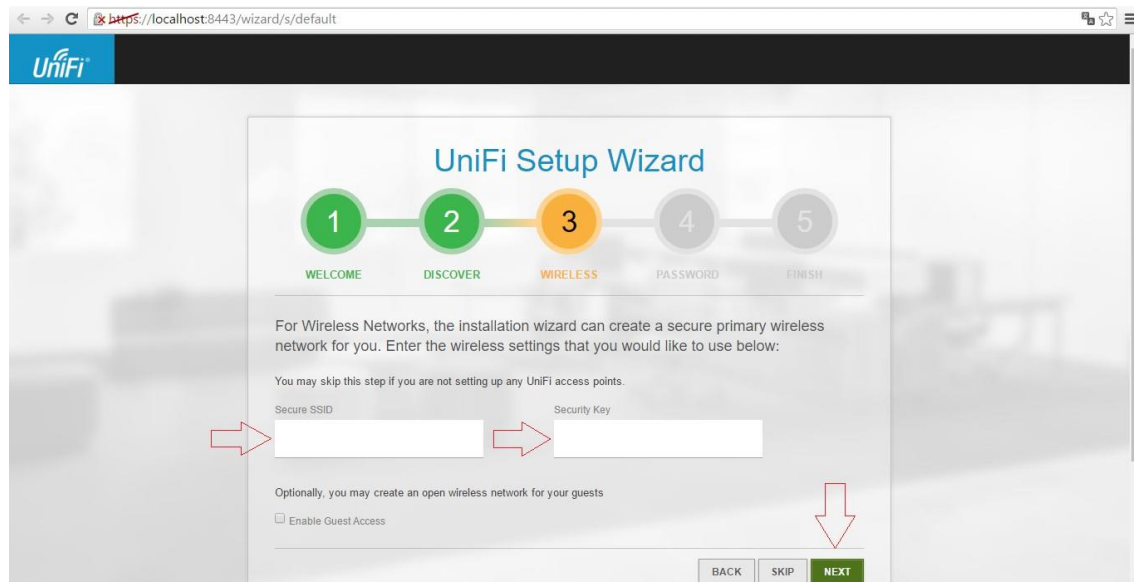 https://localhost:8443/wizard/s/default
UniFi
UniFi Setup Wizard
1 2 3 4 5
WELCOME DISCOVER WIRELESS PASSWORD FINISH
For Wireless Networks, the installation wizard can create a secure primary wireless
network for you. Enter the wireless settings that you would like to use below:
You may skip this step if you are not setting up any UniFi access points.
Secure SSID Security Key
Optionally, you may create an open wireless network for your guests
Enable Guest Access
BACK SKIP NEXT